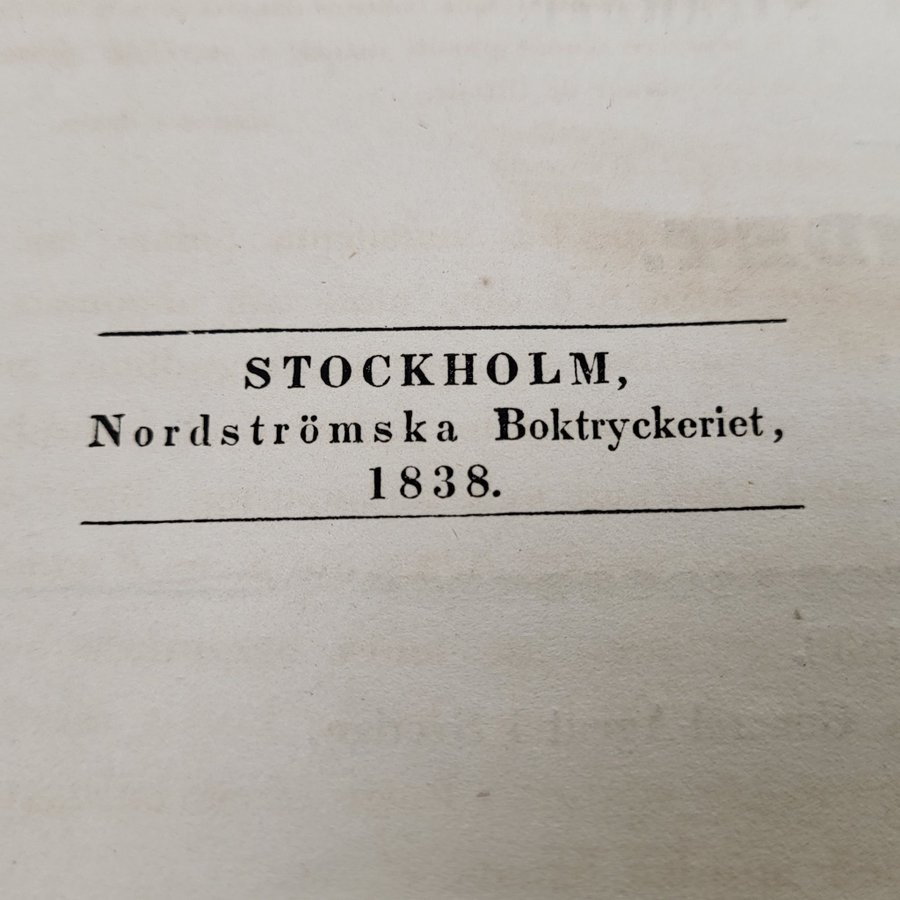 STOCKHOLM,
Nordströmska Boktryckeriet,
1838.